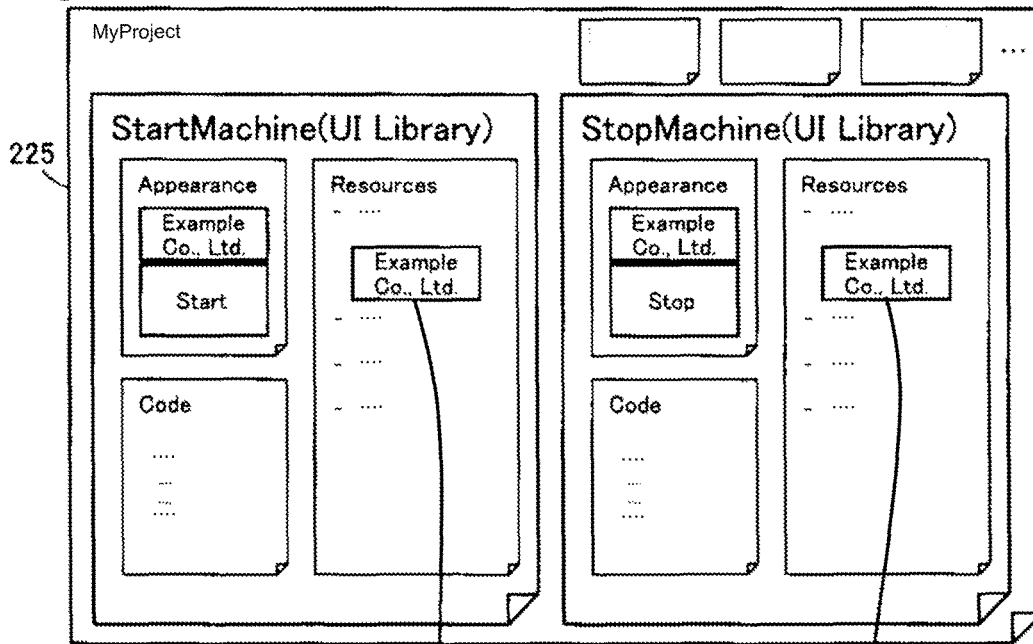 MyProject
...
225
StartMachine(UI Library)
Appearance
Example
Co., Ltd.
Start
Resources
~ ....
Example
Co., Ltd.
~ ....
~ ....
~ ....
Code
....
....
....
....
StopMachine(UI Library)
Appearance
Example
Co., Ltd.
Stop
Resources
~ ....
Example
Co., Ltd.
~ ....
~ ....
~ ....
Code
....
....
....
....